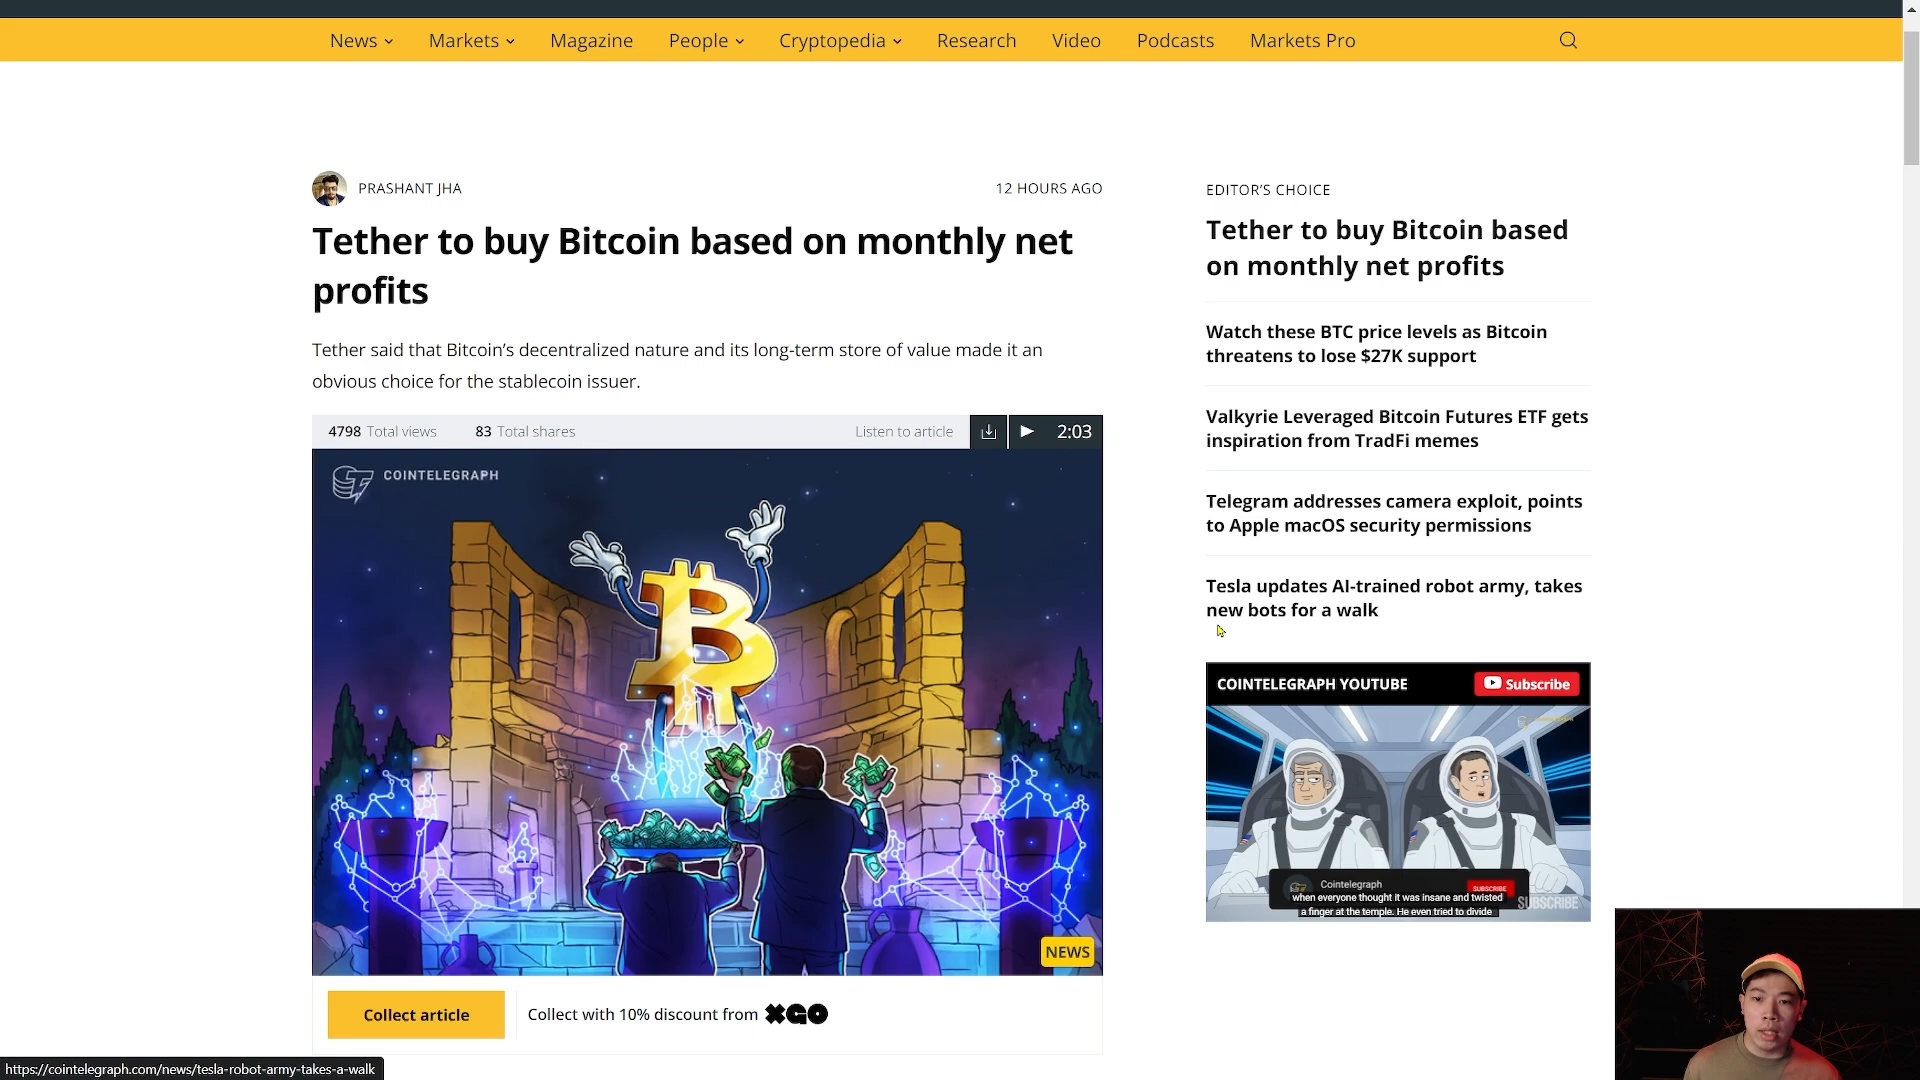 News
Markets
Magazine
People
Cryptopedia
Research
Video
Podcasts
Markets Pro
PRASHANT JHA
12 HOURS AGO
Tether to buy Bitcoin based on monthly net
profits
Tether said that Bitcoin's decentralized nature and its long-term store of value made it an
obvious choice for the stablecoin issuer.
4798 Total views
83 Total shares
Listen to article
2:03
COINTELEGRAPH
NEWS
Collect article
Collect with 10% discount from XGO
EDITOR'S CHOICE
Tether to buy Bitcoin based
on monthly net profits
Watch these BTC price levels as Bitcoin
threatens to lose $27K support
Valkyrie Leveraged Bitcoin Futures ETF gets
inspiration from TradFi memes
Telegram addresses camera exploit, points
to Apple macOS security permissions
Tesla updates AI-trained robot army, takes
new bots for a walk
COINTELEGRAPH YOUTUBE
Subscribe
Cointelegraph
SUBSCRIBE
when everyone thought it was insane and twisted
a finger at the temple. He even tried to divide
SUBSCRIBE
https://cointelegraph.com/news/tesla-robot-army-takes-a-walk